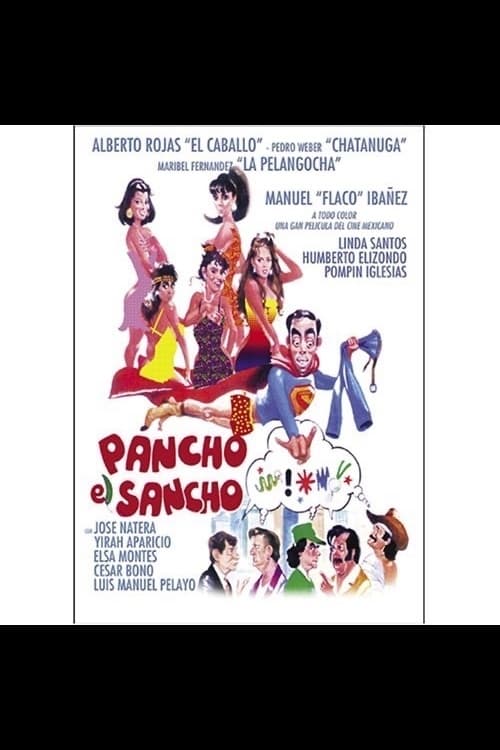 ALBERTO ROJAS "EL CABALLO" - PEDRO WEBER "CHATANUGA"
MARIBEL FERNANDEZ "LA PELANGOCHA"
MANUEL "FLACO" IBAÑEZ
A TODO COLOR
UNA GAN PELICULA DEL CINE MEXICANO
LINDA SANTOS
HUMBERTO ELIZONDO
POMPIN IGLESIAS
PANCHO
el SANCHO
CON JOSE NATERA
YIRAH APARICIO
ELSA MONTES
CESAR BONO
LUIS MANUEL PELAYO